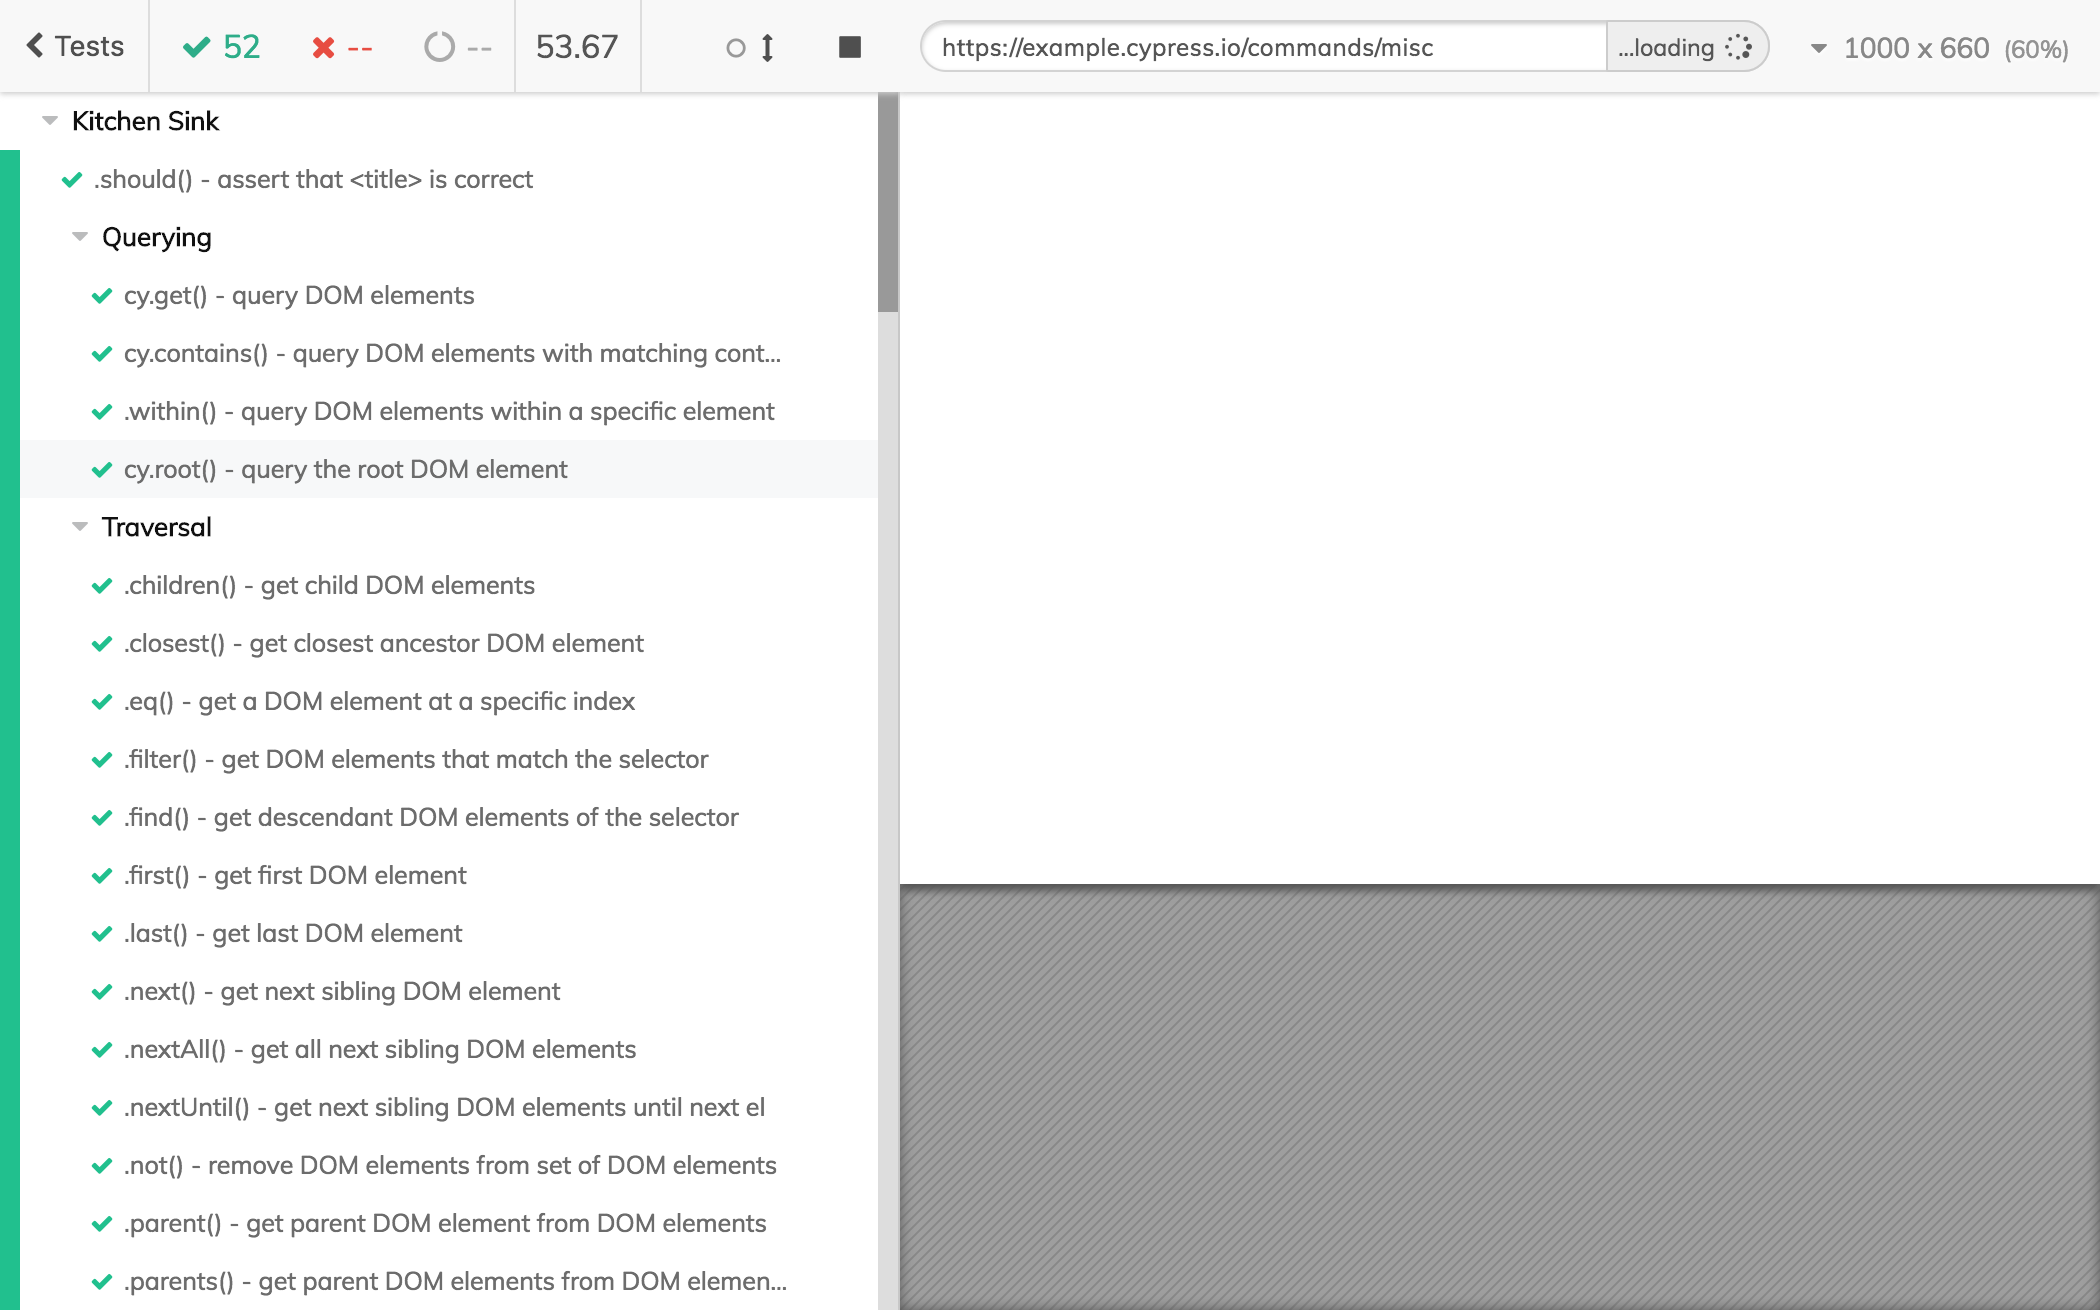 Tests 52 -- -- 53.67 https://example.cypress.io/commands/misc ...loading 1000 x 660 (60%)
Kitchen Sink
.should() - assert that <title> is correct
Querying
cy.get() - query DOM elements
cy.contains() - query DOM elements with matching cont...
.within() - query DOM elements within a specific element
cy.root() - query the root DOM element
Traversal
.children() - get child DOM elements
.closest() - get closest ancestor DOM element
.eq() - get a DOM element at a specific index
.filter() - get DOM elements that match the selector
.find() - get descendant DOM elements of the selector
.first() - get first DOM element
.last() - get last DOM element
.next() - get next sibling DOM element
.nextAll() - get all next sibling DOM elements
.nextUntil() - get next sibling DOM elements until next el
.not() - remove DOM elements from set of DOM elements
.parent() - get parent DOM element from DOM elements
.parents() - get parent DOM elements from DOM elemen...